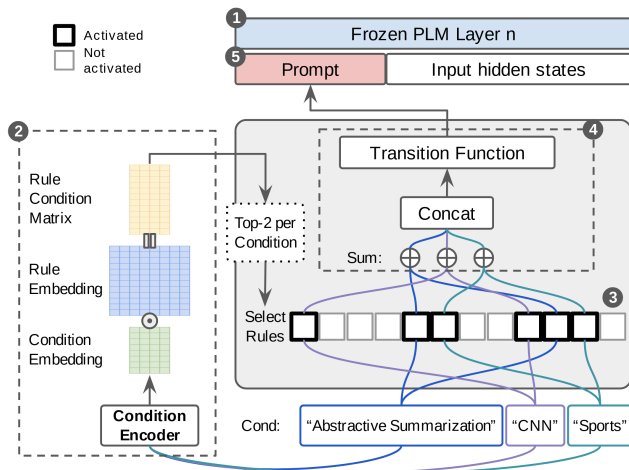 1
Frozen PLM Layer n
Activated
Not
activated
5
Prompt
Input hidden states
2
4
Transition Function
Rule
Condition
Matrix
Concat
Top-2 per
Condition
Sum:
Rule
Embedding
3
Select
Rules
Condition
Embedding
Condition
Encoder
Cond:
“Abstractive Summarization”
“CNN”
“Sports”